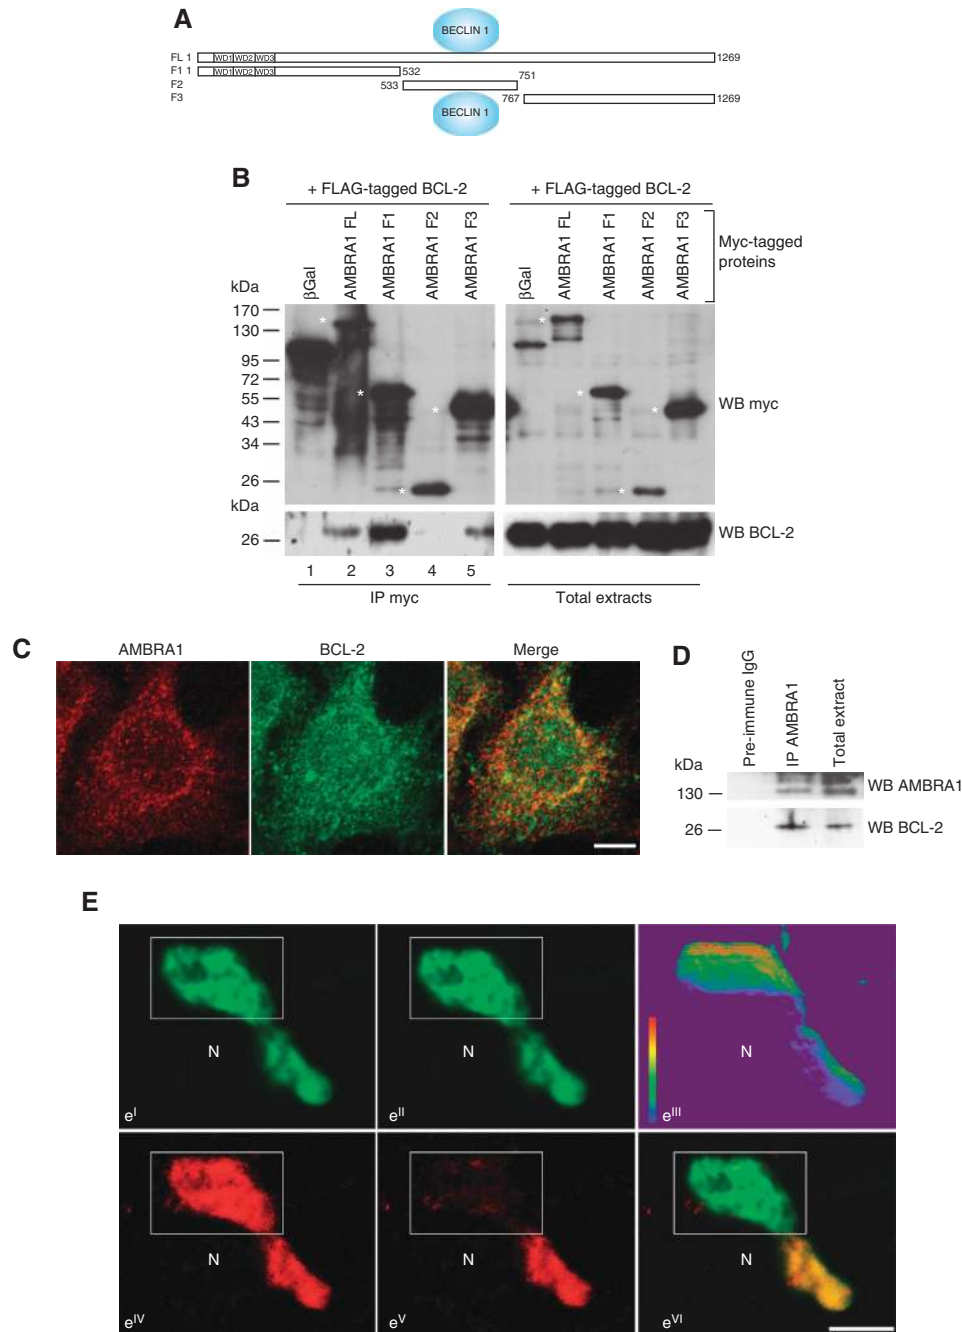 A
BECLIN 1
FL 1 WD1 WD2 WD3 1269
F1 1 WD1 WD2 WD3 532
F2 533 751
F3 767 1269
BECLIN 1
B
+ FLAG-tagged BCL-2 + FLAG-tagged BCL-2
βGal AMBRA1 FL AMBRA1 F1 AMBRA1 F2 AMBRA1 F3 βGal AMBRA1 FL AMBRA1 F1 AMBRA1 F2 AMBRA1 F3
Myc-tagged
proteins
kDa
170
* *
130
95
72
* *
55
WB myc
* *
43
34
26
* *
kDa
WB BCL-2
26
1 2 3 4 5
IP myc Total extracts
C
AMBRA1 BCL-2 Merge
D
Pre-immune IgG IP AMBRA1 Total extract
kDa
WB AMBRA1
130
26 WB BCL-2
E
N N N
eI eII eIII
N N N
eIV eV eVI